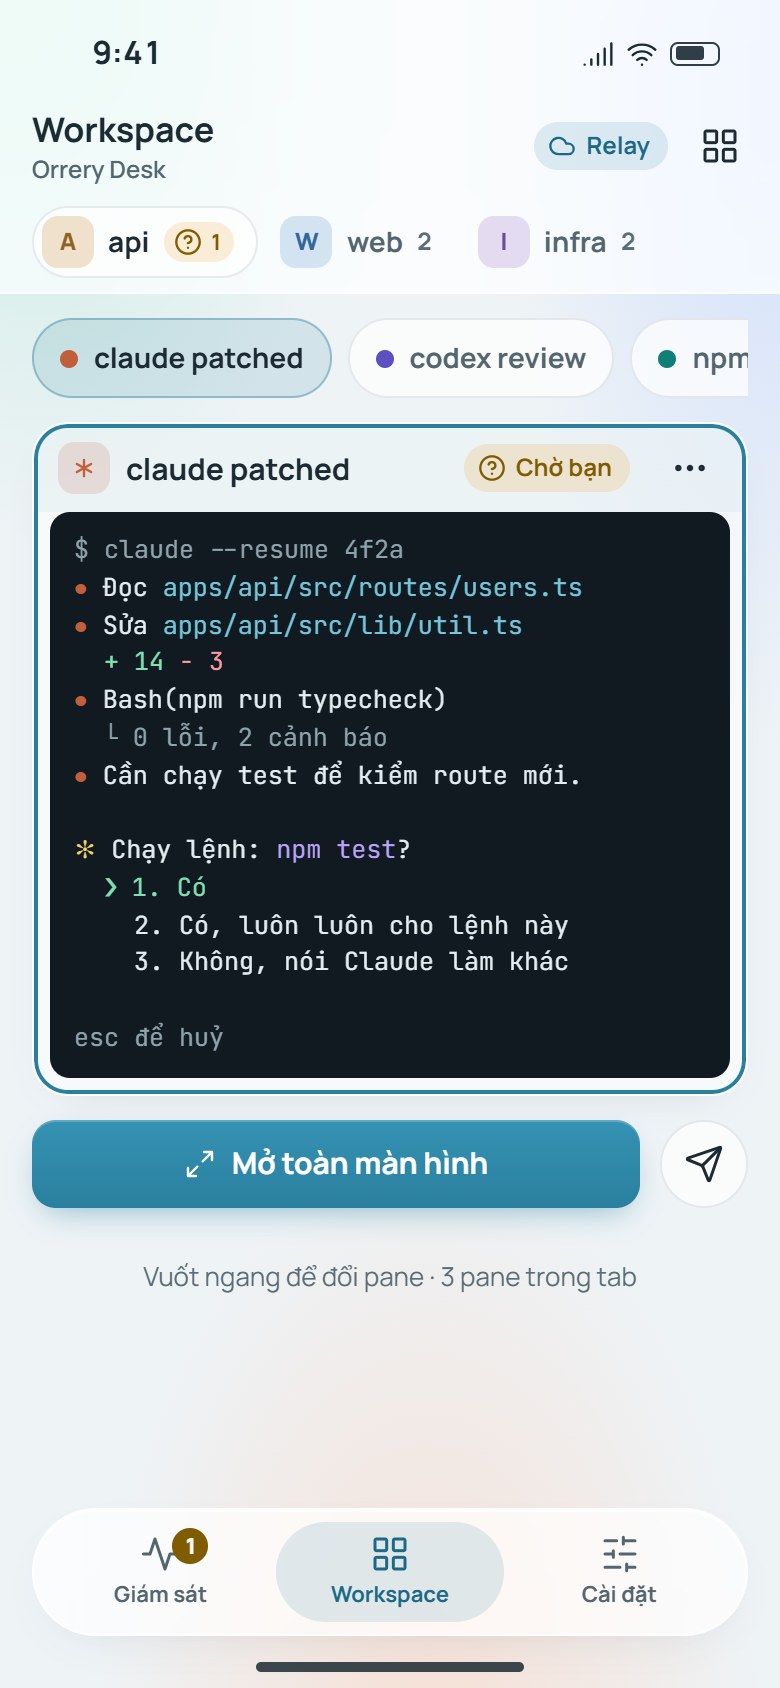 9:41
Workspace
Orrery Desk
Relay
A api 1 W web 2 I infra 2
claude patched codex review npm
claude patched Chờ bạn
$ claude --resume 4f2a
● Đọc apps/api/src/routes/users.ts
● Sửa apps/api/src/lib/util.ts
+ 14 - 3
● Bash(npm run typecheck)
└ 0 lỗi, 2 cảnh báo
● Cần chạy test để kiểm route mới.
✻ Chạy lệnh: npm test?
❯ 1. Có
2. Có, luôn luôn cho lệnh này
3. Không, nói Claude làm khác
esc để huỷ
Mở toàn màn hình
Vuốt ngang để đổi pane · 3 pane trong tab
1
Giám sát Workspace Cài đặt